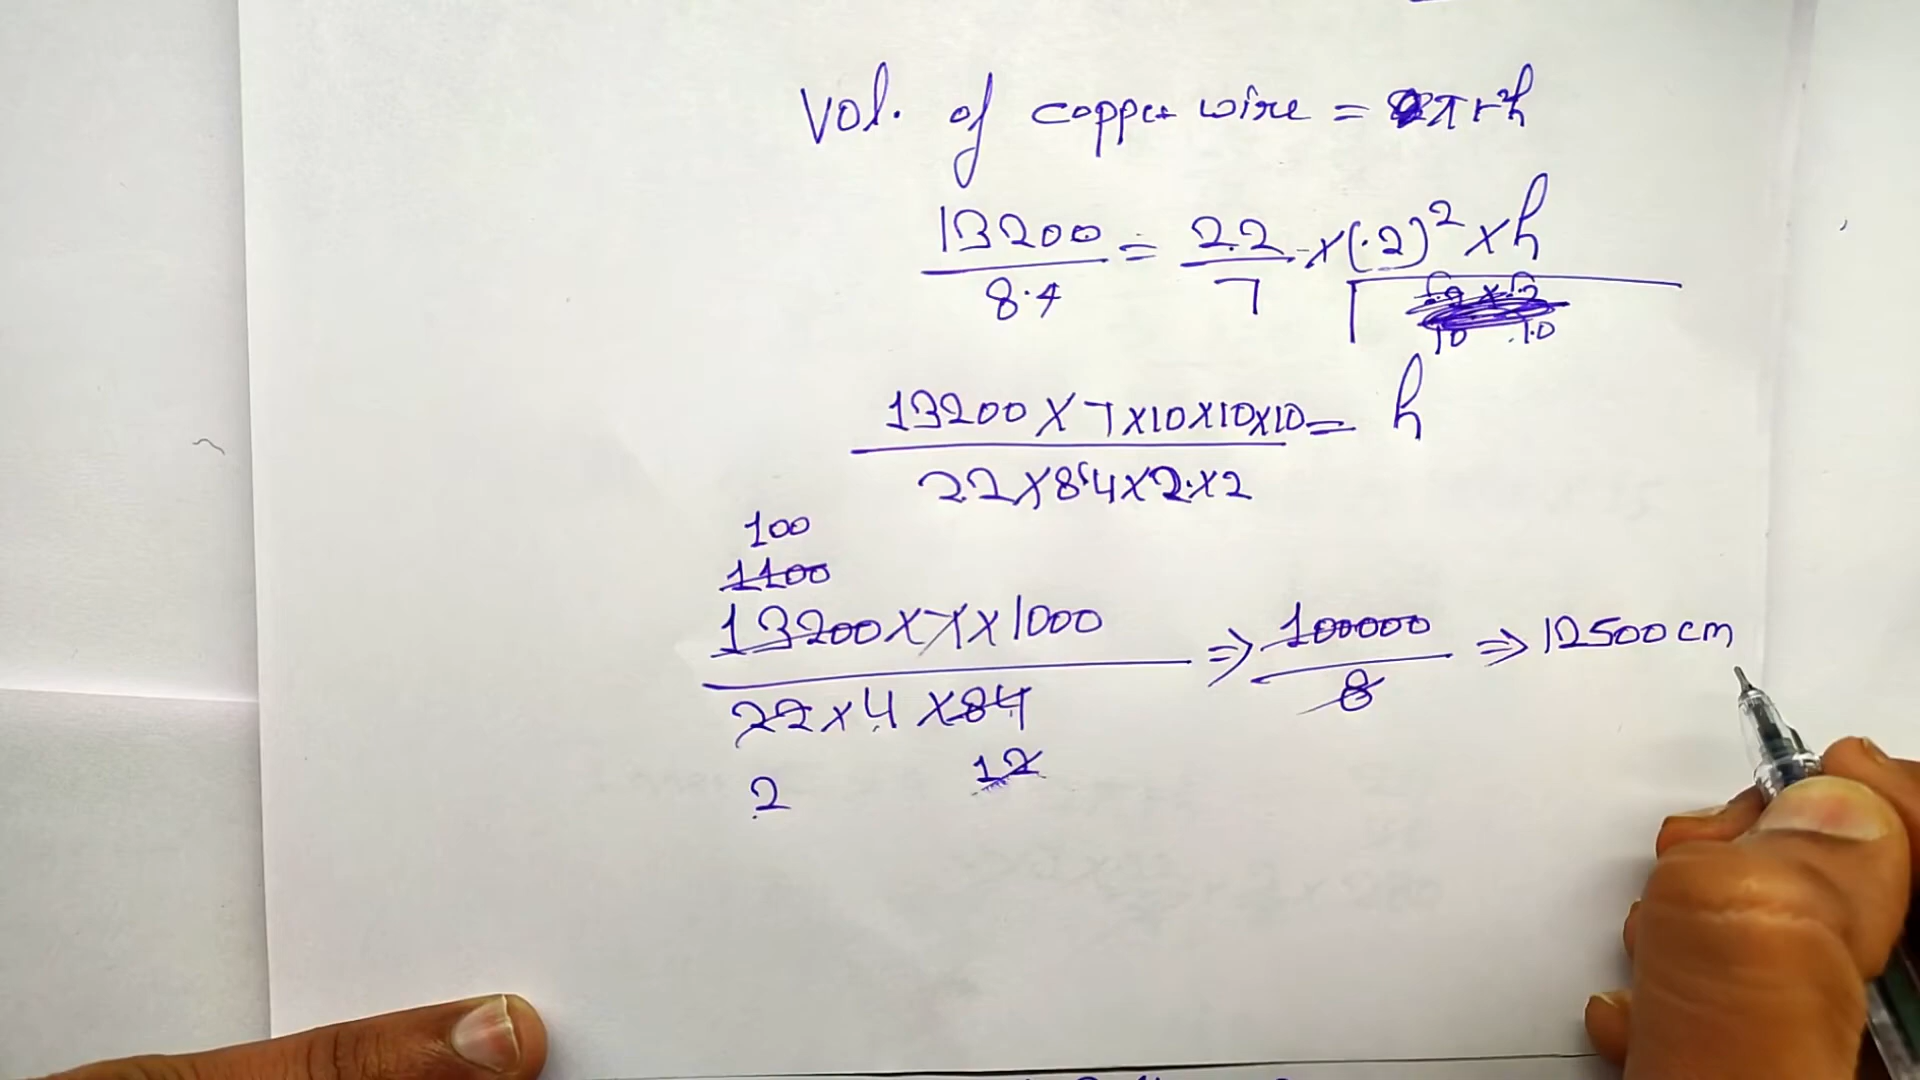 Vol. of copper wire = πr²h
13200/8.4 = 22/7 × (.2)² × h
13200 × 7 × 10 × 10 × 10 / 22 × 84 × 2 × 2 = h
100
1100
13200 × 7 × 1000 / 22 × 4 × 84 ⇒ 100000/8 ⇒ 12500 cm
12
2